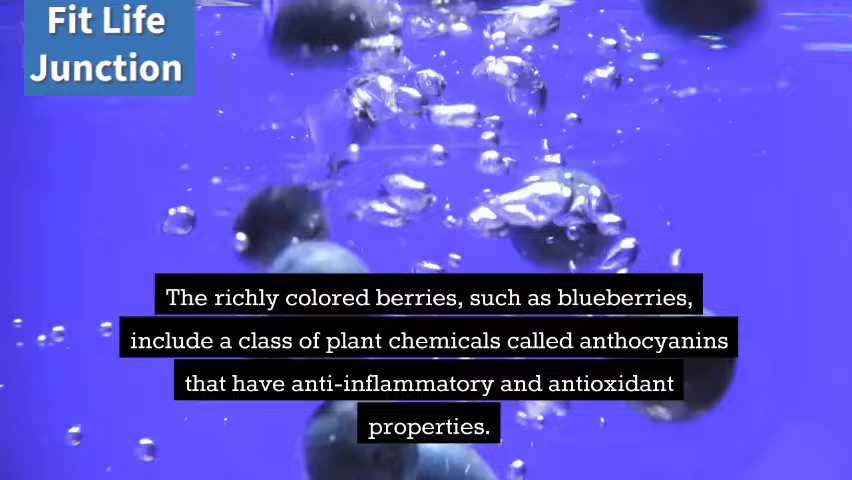 Fit Life
Junction
The richly colored berries, such as blueberries,
include a class of plant chemicals called anthocyanins
that have anti-inflammatory and antioxidant
properties.